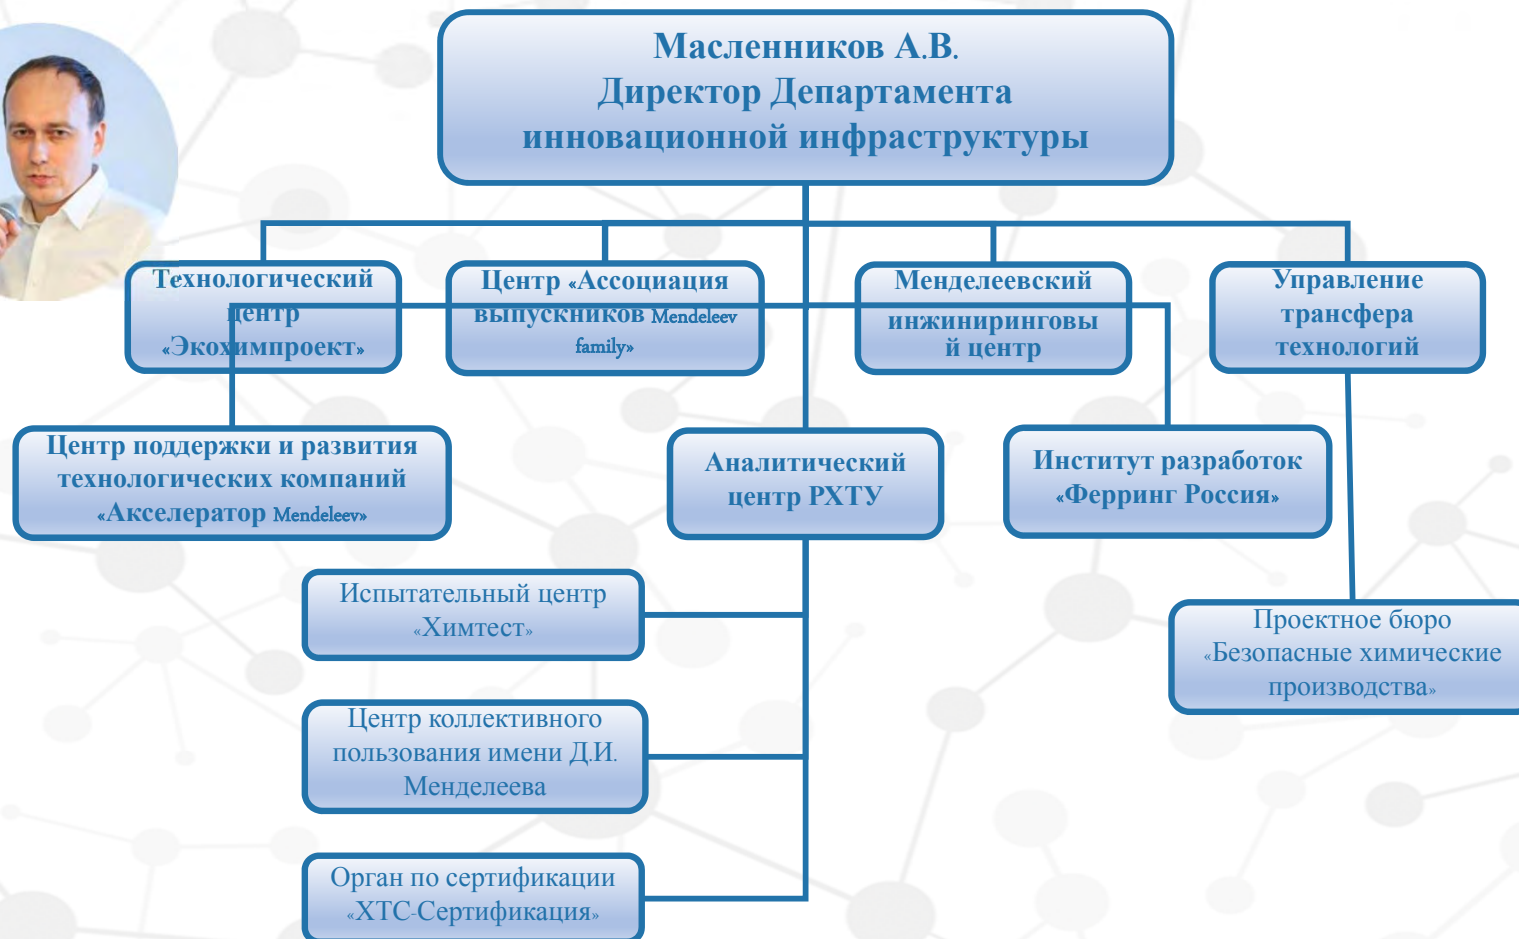 Масленников А.В.
Директор Департамента
инновационной инфраструктуры
Технологический
центр
«Экохимпроект»
Центр «Ассоциация
выпускников Mendeleev
family»
Менделеевский
инжиниринговы
й центр
Управление
трансфера
технологий
Центр поддержки и развития
технологических компаний
«Акселератор Mendeleev»
Аналитический
центр РХТУ
Институт разработок
«Ферринг Россия»
Испытательный центр
«Химтест»
Центр коллективного
пользования имени Д.И.
Менделеева
Орган по сертификации
«ХТС-Сертификация»
Проектное бюро
«Безопасные химические
производства»